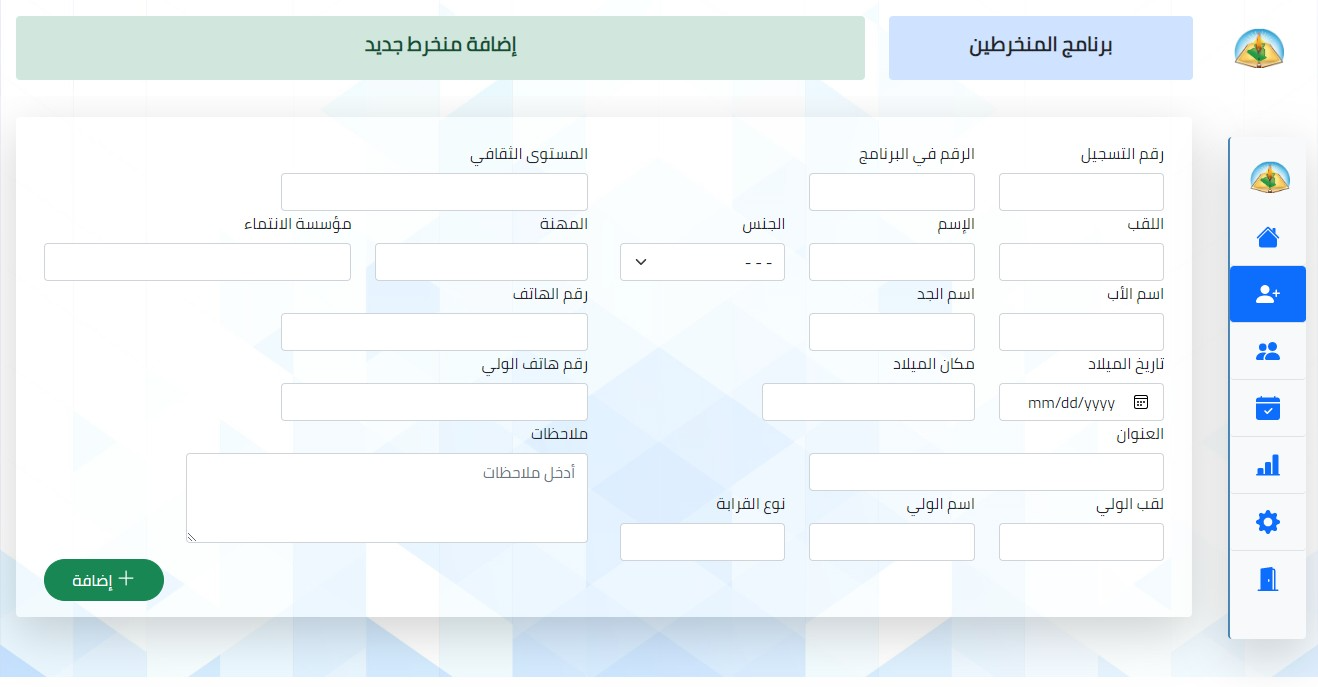 برنامج المنخرطين
إضافة منخرط جديد
رقم التسجيل
الرقم في البرنامج
المستوى الثقافي
اللقب
الإسم
الجنس
- - -
المهنة
مؤسسة الانتماء
اسم الأب
اسم الجد
رقم الهاتف
تاريخ الميلاد
mm/dd/yyyy
مكان الميلاد
رقم هاتف الولي
العنوان
ملاحظات
أدخل ملاحظات
لقب الولي
اسم الولي
نوع القرابة
+ إضافة